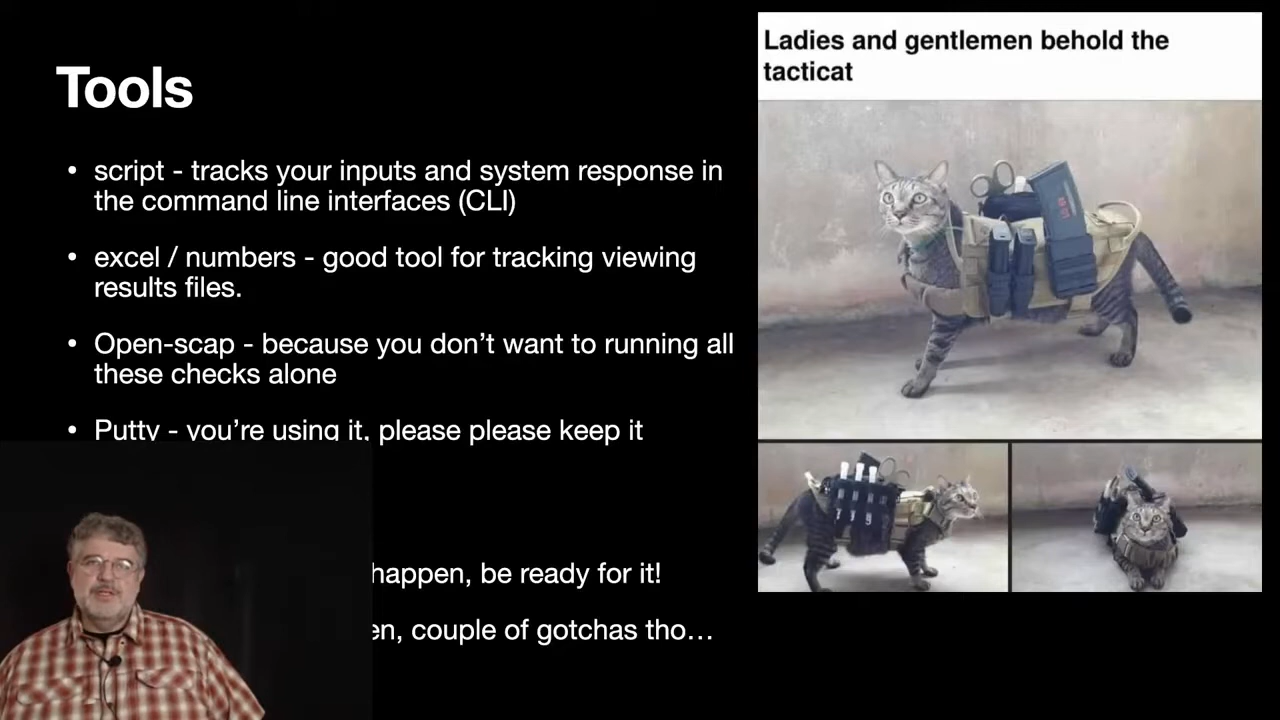 Tools
• script - tracks your inputs and system response in
the command line interfaces (CLI)
• excel / numbers - good tool for tracking viewing
results files.
• Open-scap - because you don’t want to running all
these checks alone
• Putty - you’re using it, please please keep it
happen, be ready for it!
en, couple of gotchas tho…
Ladies and gentlemen behold the
tacticat